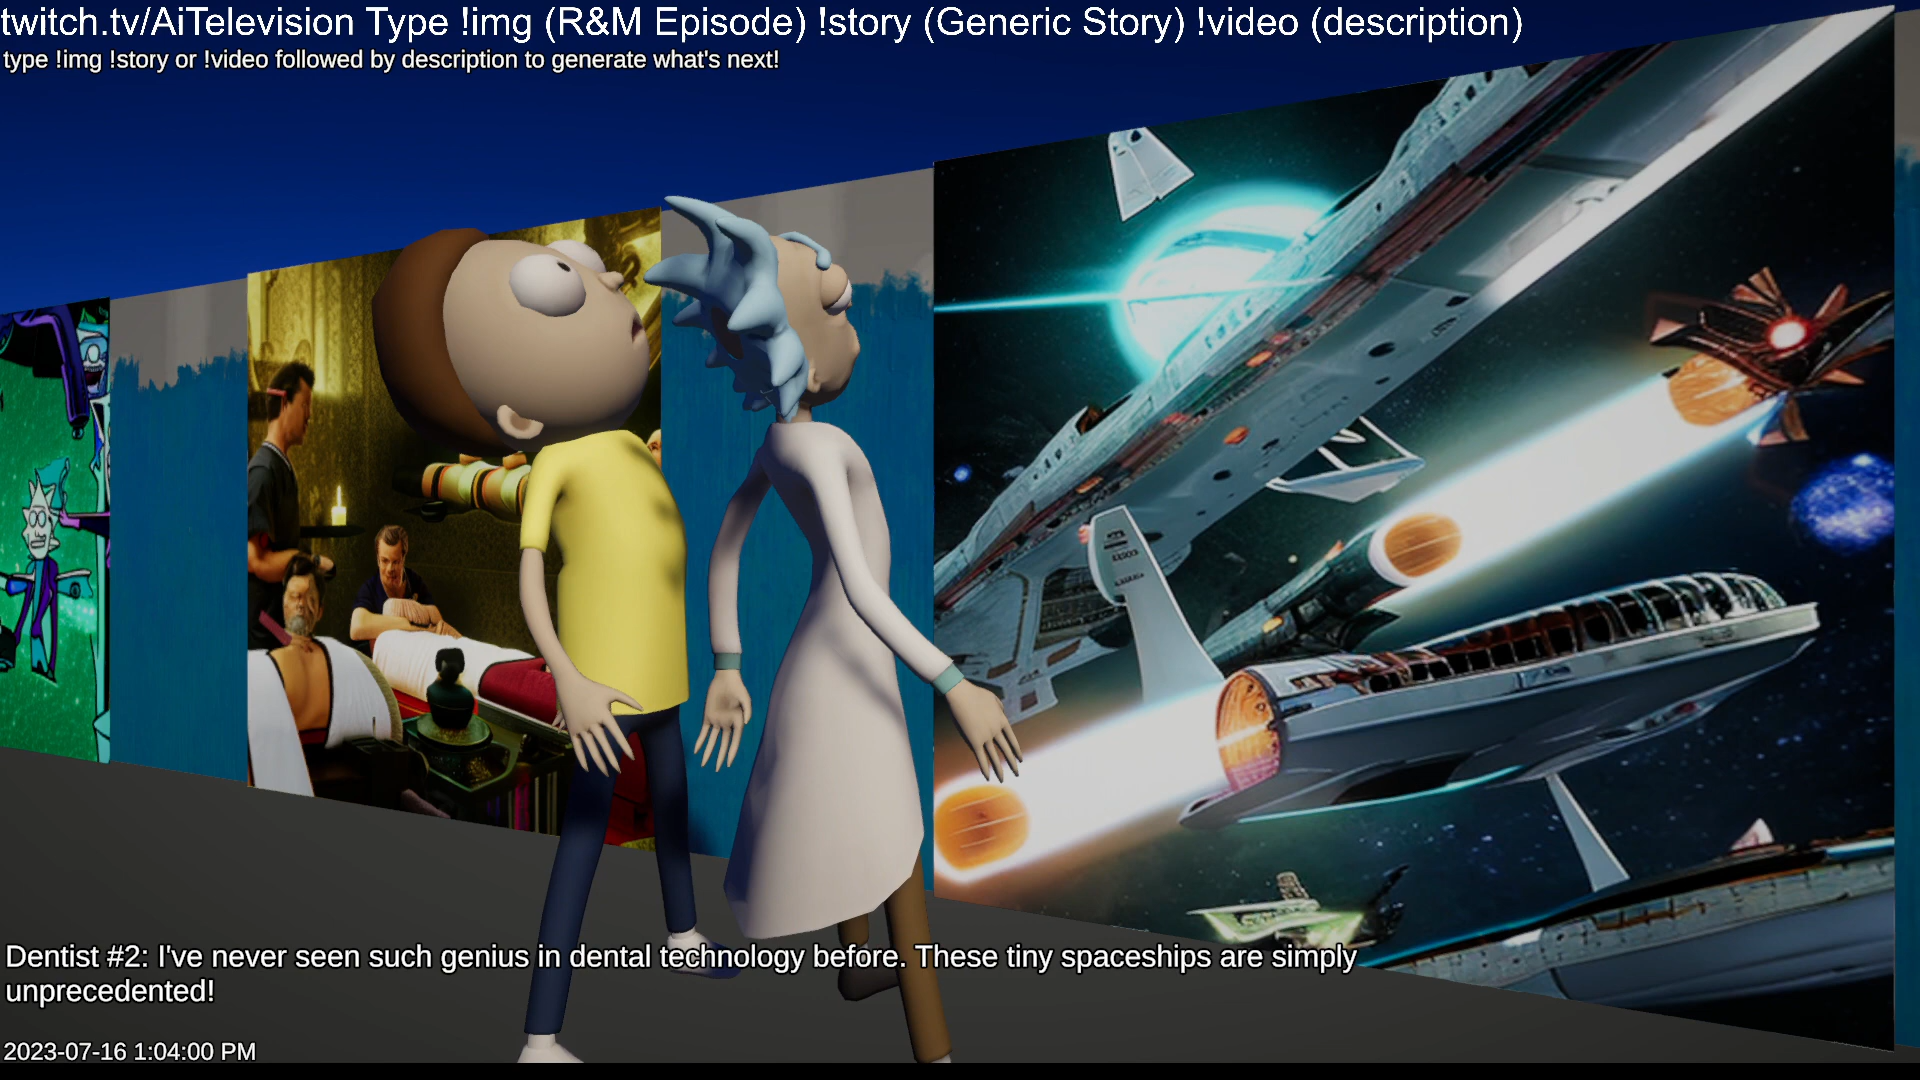 twitch.tv/AiTelevision Type !img (R&M Episode) !story (Generic Story) !video (description)
type !img !story or !video followed by description to generate what's next!
Dentist #2: I've never seen such genius in dental technology before. These tiny spaceships are simply
unprecedented!
2023-07-16 1:04:00 PM